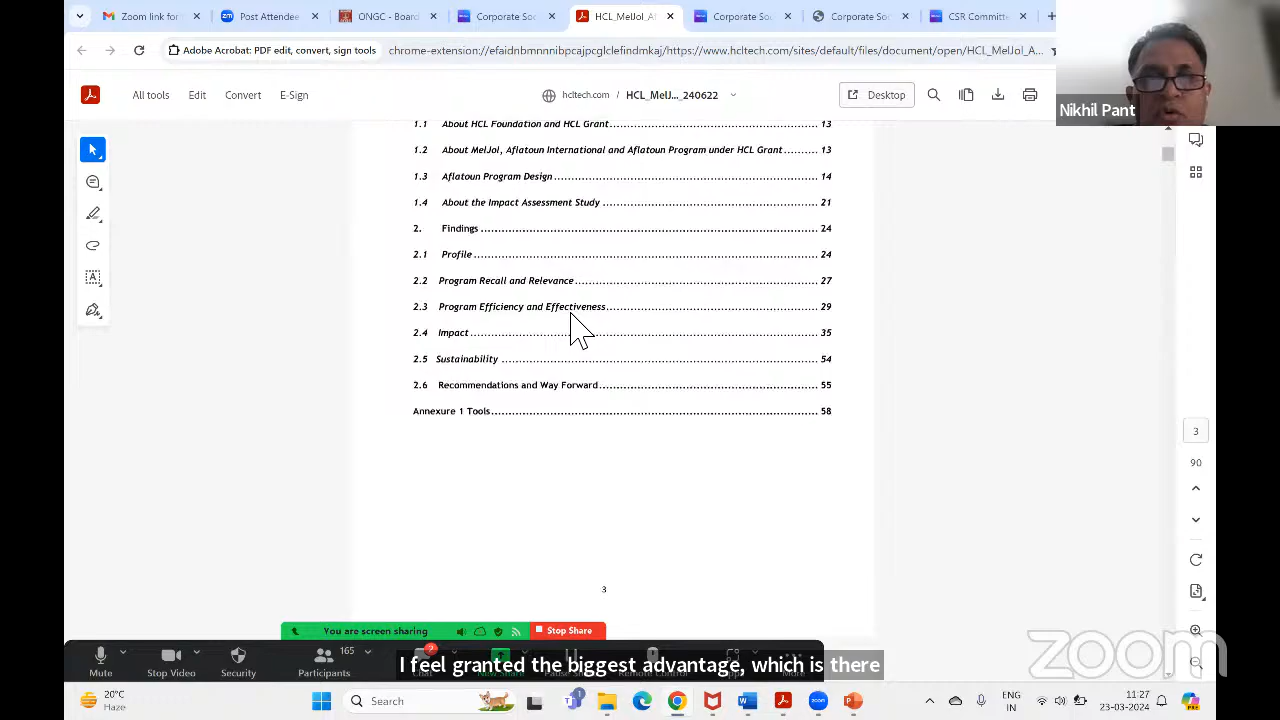 Zoom link for
Post Attendee
ONGC - Board
Corporate Soc
HCL_MelJol_A
Corporate Soc
Corporate Soc
CSR Committ
Adobe Acrobat: PDF edit, convert, sign tools
chrome-extension://efaidnbmnnnibpcajpcglclefindmkaj/https://www.hcltech.com/sites/default/files/document/open/HCL_MelJol_A...
All tools
Edit
Convert
E-Sign
hcltech.com
HCL_MelJ..._240622
Desktop
Nikhil Pant
1.1 About HCL Foundation and HCL Grant 13
1.2 About MelJol, Aflatoun International and Aflatoun Program under HCL Grant 13
1.3 Aflatoun Program Design 14
1.4 About the Impact Assessment Study 21
2. Findings 24
2.1 Profile 24
2.2 Program Recall and Relevance 27
2.3 Program Efficiency and Effectiveness 29
2.4 Impact 35
2.5 Sustainability 54
2.6 Recommendations and Way Forward 55
Annexure 1 Tools 58
3
90
3
You are screen sharing
Stop Share
Mute
Stop Video
Security
165
Participants
2
I feel granted the biggest advantage, which is there
New Share
Remote Control
More
zoom
20°C
Haze
Search
1
zoom
ENG
IN
11:27
23-03-2024